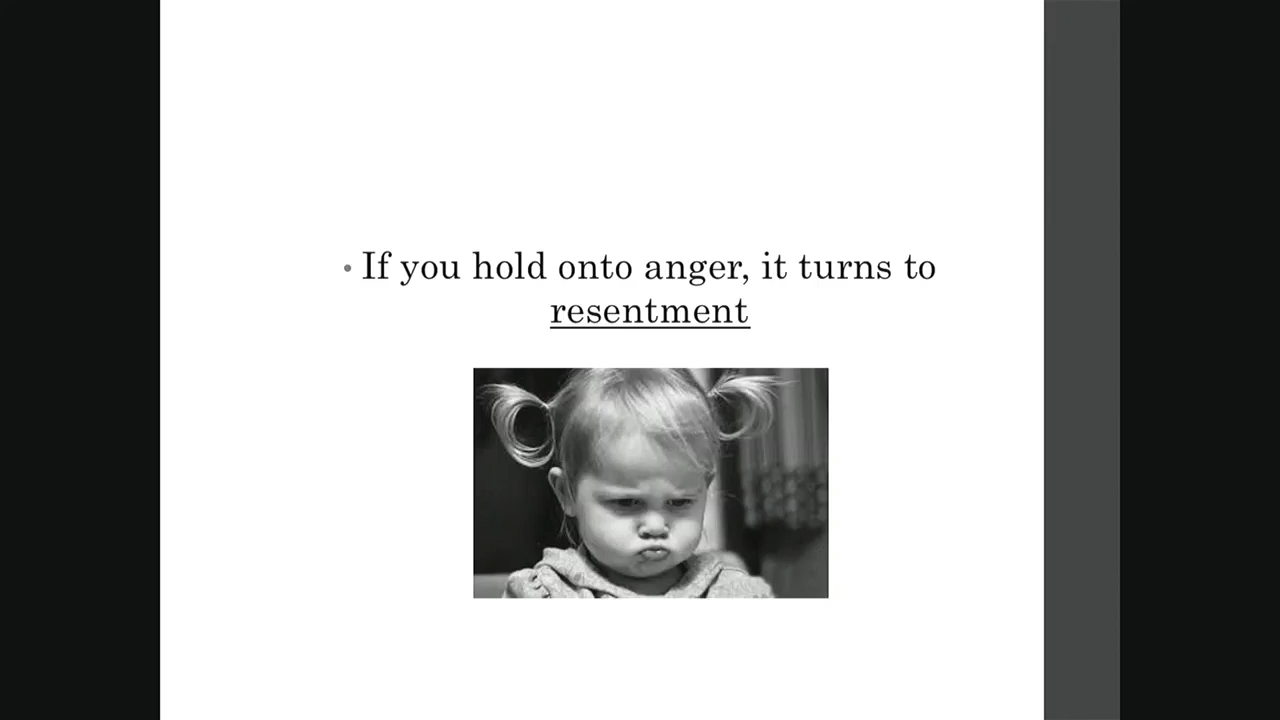 • If you hold onto anger, it turns to
resentment